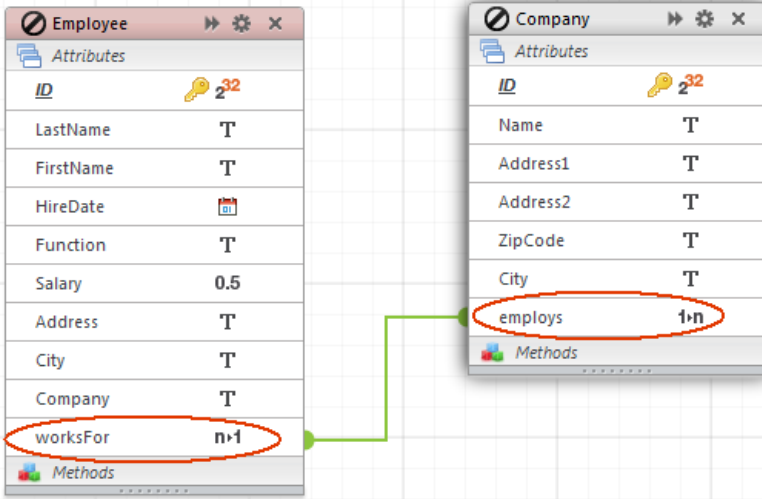 Employee
Attributes
ID 232
LastName T
FirstName T
HireDate 01
Function T
Salary 0.5
Address T
City T
Company T
worksFor n▸1
Methods
Company
Attributes
ID 232
Name T
Address1 T
Address2 T
ZipCode T
City T
employs 1▸n
Methods